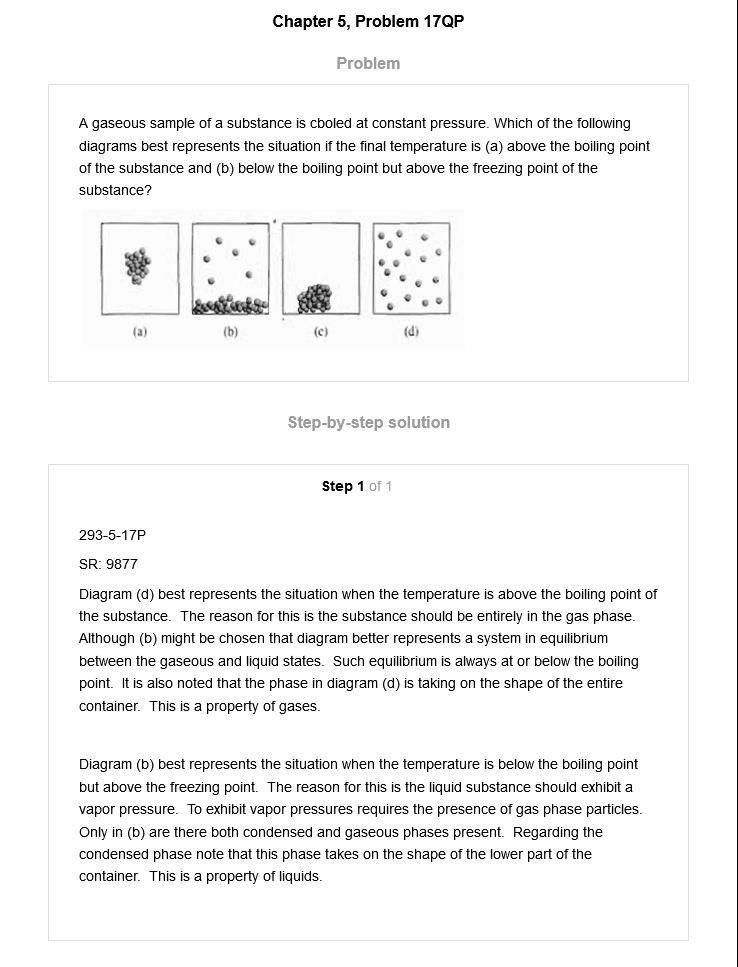 Chapter 5, Problem 17QP
Problem
A gaseous sample of a substance is cboled at constant pressure. Which of the following
diagrams best represents the situation if the final temperature is (a) above the boiling point
of the substance and (b) below the boiling point but above the freezing point of the
substance?
(a) (b) (c) (d)
Step-by-step solution
Step 1 of 1
293-5-17P
SR: 9877
Diagram (d) best represents the situation when the temperature is above the boiling point of
the substance. The reason for this is the substance should be entirely in the gas phase.
Although (b) might be chosen that diagram better represents a system in equilibrium
between the gaseous and liquid states. Such equilibrium is always at or below the boiling
point. It is also noted that the phase in diagram (d) is taking on the shape of the entire
container. This is a property of gases.
Diagram (b) best represents the situation when the temperature is below the boiling point
but above the freezing point. The reason for this is the liquid substance should exhibit a
vapor pressure. To exhibit vapor pressures requires the presence of gas phase particles.
Only in (b) are there both condensed and gaseous phases present. Regarding the
condensed phase note that this phase takes on the shape of the lower part of the
container. This is a property of liquids.